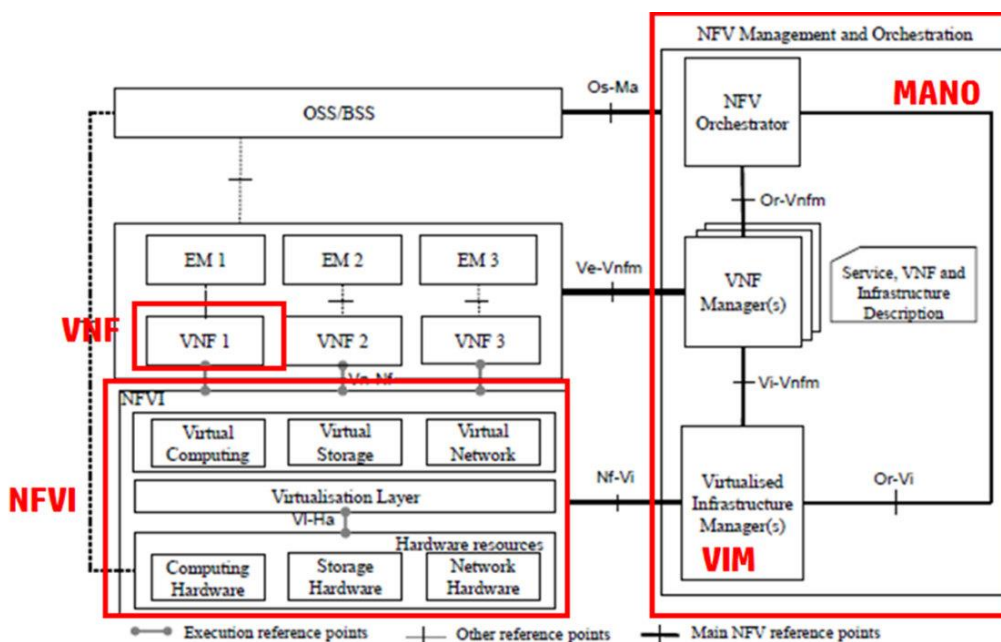 NFV Management and Orchestration
MANO
Os-Ma
OSS/BSS
NFV
Orchestrator
Or-Vnfm
EM 1
EM 2
EM 3
Ve-Vnfm
VNF
Manager(s)
Service, VNF and
Infrastructure
Description
VNF
VNF 1
VNF 2
VNF 3
Vn-Nf
Vi-Vnfm
NFVI
NFVI
Virtual
Computing
Virtual
Storage
Virtual
Network
Nf-Vi
Virtualised
Infrastructure
Manager(s)
Or-Vi
VIM
Virtualisation Layer
Vl-Ha
Hardware resources
Computing
Hardware
Storage
Hardware
Network
Hardware
Execution reference points
Other reference points
Main NFV reference points